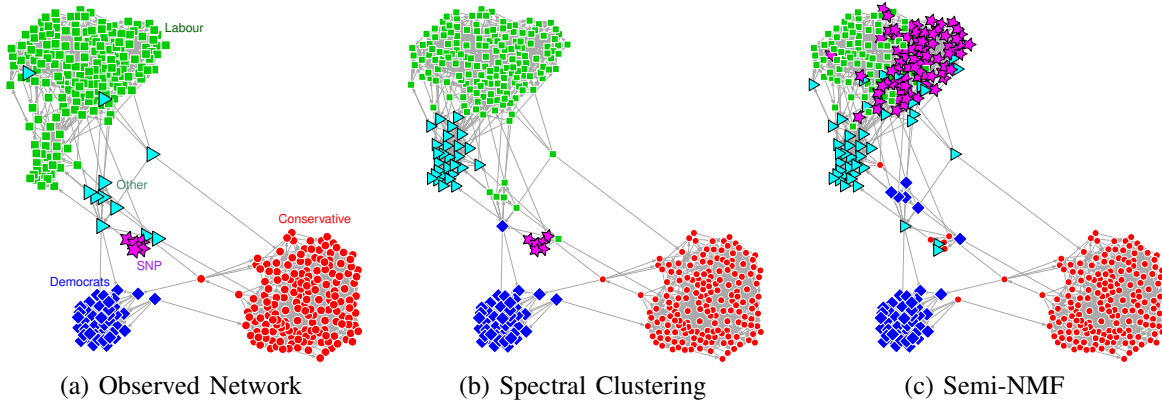 Labour
Other
Conservative
SNP
Democrats
(a) Observed Network
(b) Spectral Clustering
(c) Semi-NMF